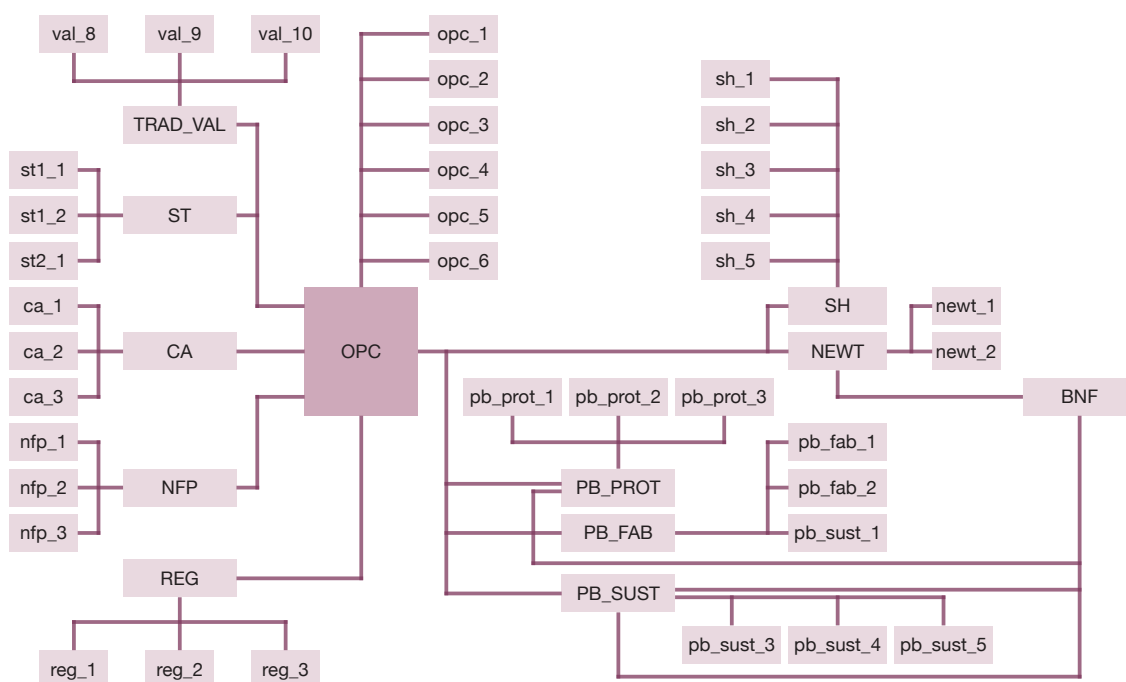 val_8
val_9
val_10
opc_1
opc_2
sh_1
TRAD_VAL
opc_3
sh_2
st1_1
opc_4
sh_3
st1_2
ST
opc_5
sh_4
st2_1
opc_6
sh_5
ca_1
SH
newt_1
ca_2
CA
OPC
NEWT
newt_2
ca_3
pb_prot_1
pb_prot_2
pb_prot_3
BNF
nfp_1
pb_fab_1
nfp_2
NFP
PB_PROT
pb_fab_2
nfp_3
PB_FAB
pb_sust_1
REG
PB_SUST
pb_sust_3
pb_sust_4
pb_sust_5
reg_1
reg_2
reg_3